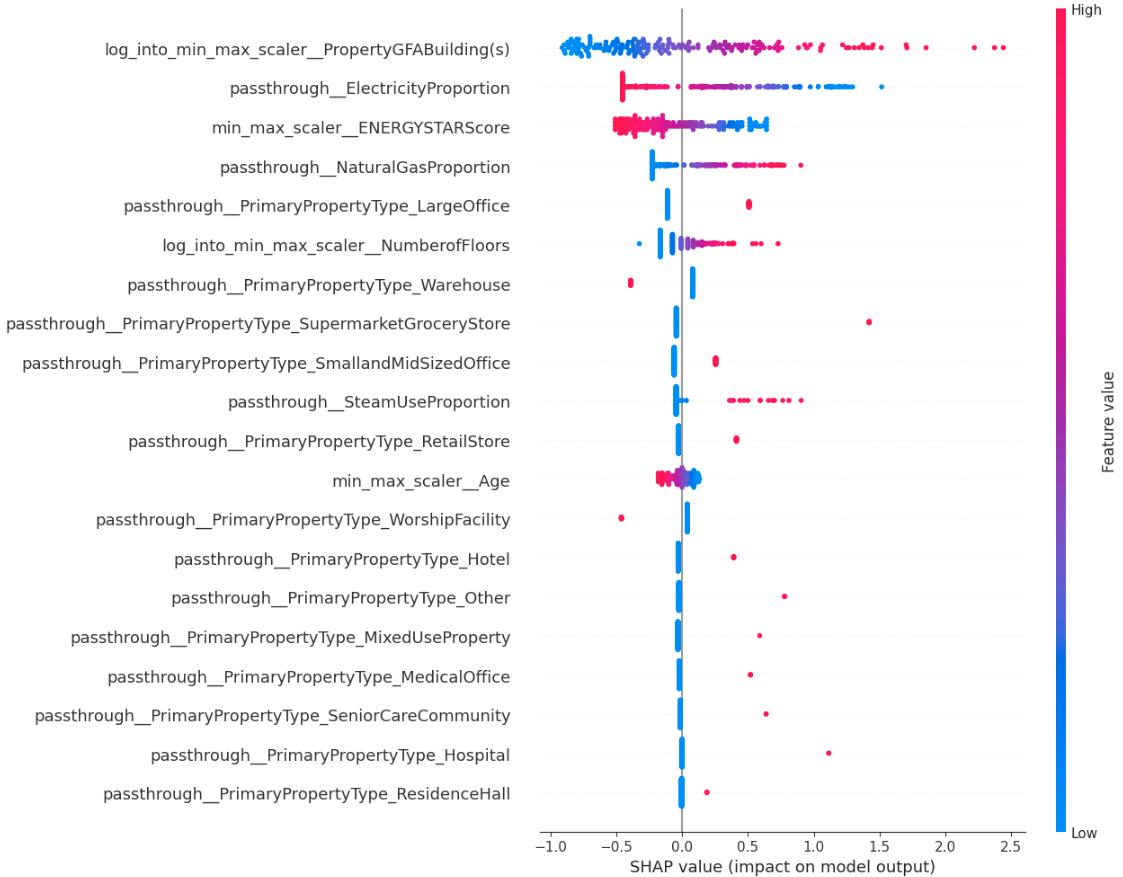 High
log_into_min_max_scaler__PropertyGFABuilding(s)
passthrough__ElectricityProportion
min_max_scaler__ENERGYSTARScore
passthrough__NaturalGasProportion
passthrough__PrimaryPropertyType_LargeOffice
log_into_min_max_scaler__NumberofFloors
passthrough__PrimaryPropertyType_Warehouse
passthrough__PrimaryPropertyType_SupermarketGroceryStore
passthrough__PrimaryPropertyType_SmallandMidSizedOffice
passthrough__SteamUseProportion
passthrough__PrimaryPropertyType_RetailStore
min_max_scaler__Age
passthrough__PrimaryPropertyType_WorshipFacility
passthrough__PrimaryPropertyType_Hotel
passthrough__PrimaryPropertyType_Other
passthrough__PrimaryPropertyType_MixedUseProperty
passthrough__PrimaryPropertyType_MedicalOffice
passthrough__PrimaryPropertyType_SeniorCareCommunity
passthrough__PrimaryPropertyType_Hospital
passthrough__PrimaryPropertyType_ResidenceHall
Feature value
Low
−1.0 −0.5 0.0 0.5 1.0 1.5 2.0 2.5
SHAP value (impact on model output)